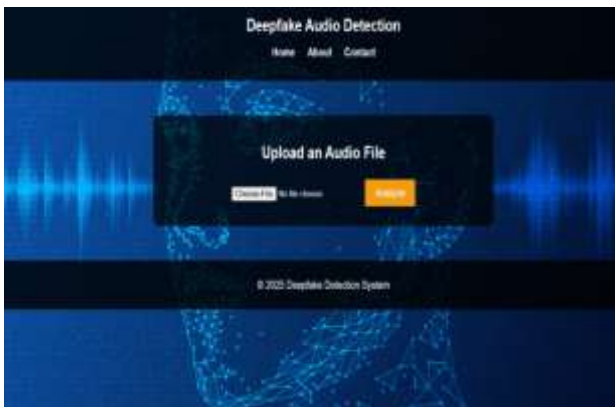 Deepfake Audio Detection
Home About Contact
Upload an Audio File
Choose File No file chosen
Analyze
© 2025 Deepfake Detection System